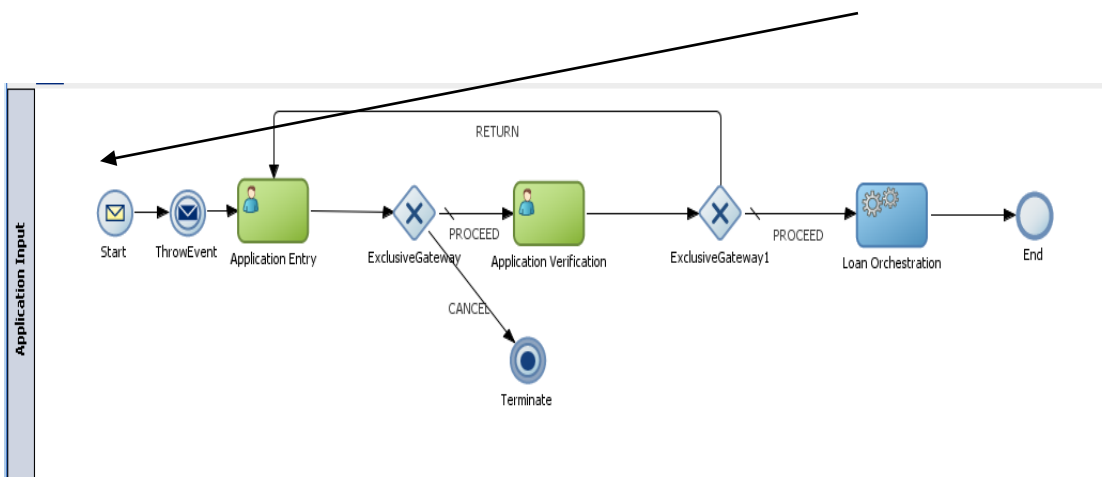 RETURN
Start
ThrowEvent
Application Entry
ExclusiveGateway
PROCEED
Application Verification
ExclusiveGateway1
PROCEED
Loan Orchestration
End
CANCEL
Terminate
Application Input